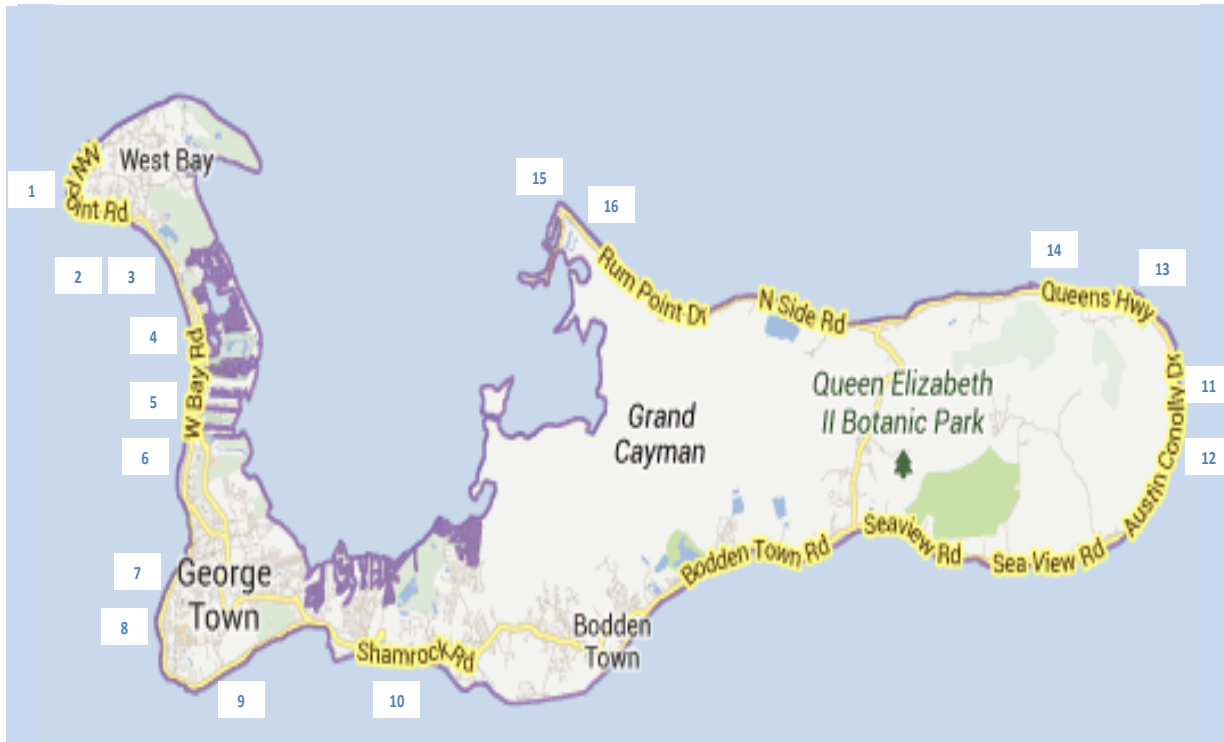 West Bay
NW P
oint Rd
1
2
3
4
W Bay Rd
5
6
7
George
Town
8
9
Shamrock Rd
10
Bodden
Town
15
16
Rum Point Dr
N Side Rd
14
13
Queens Hwy
Queen Elizabeth
II Botanic Park
Grand
Cayman
11
12
Austin Conolly Dr
Bodden Town Rd
Seaview Rd
Sea View Rd